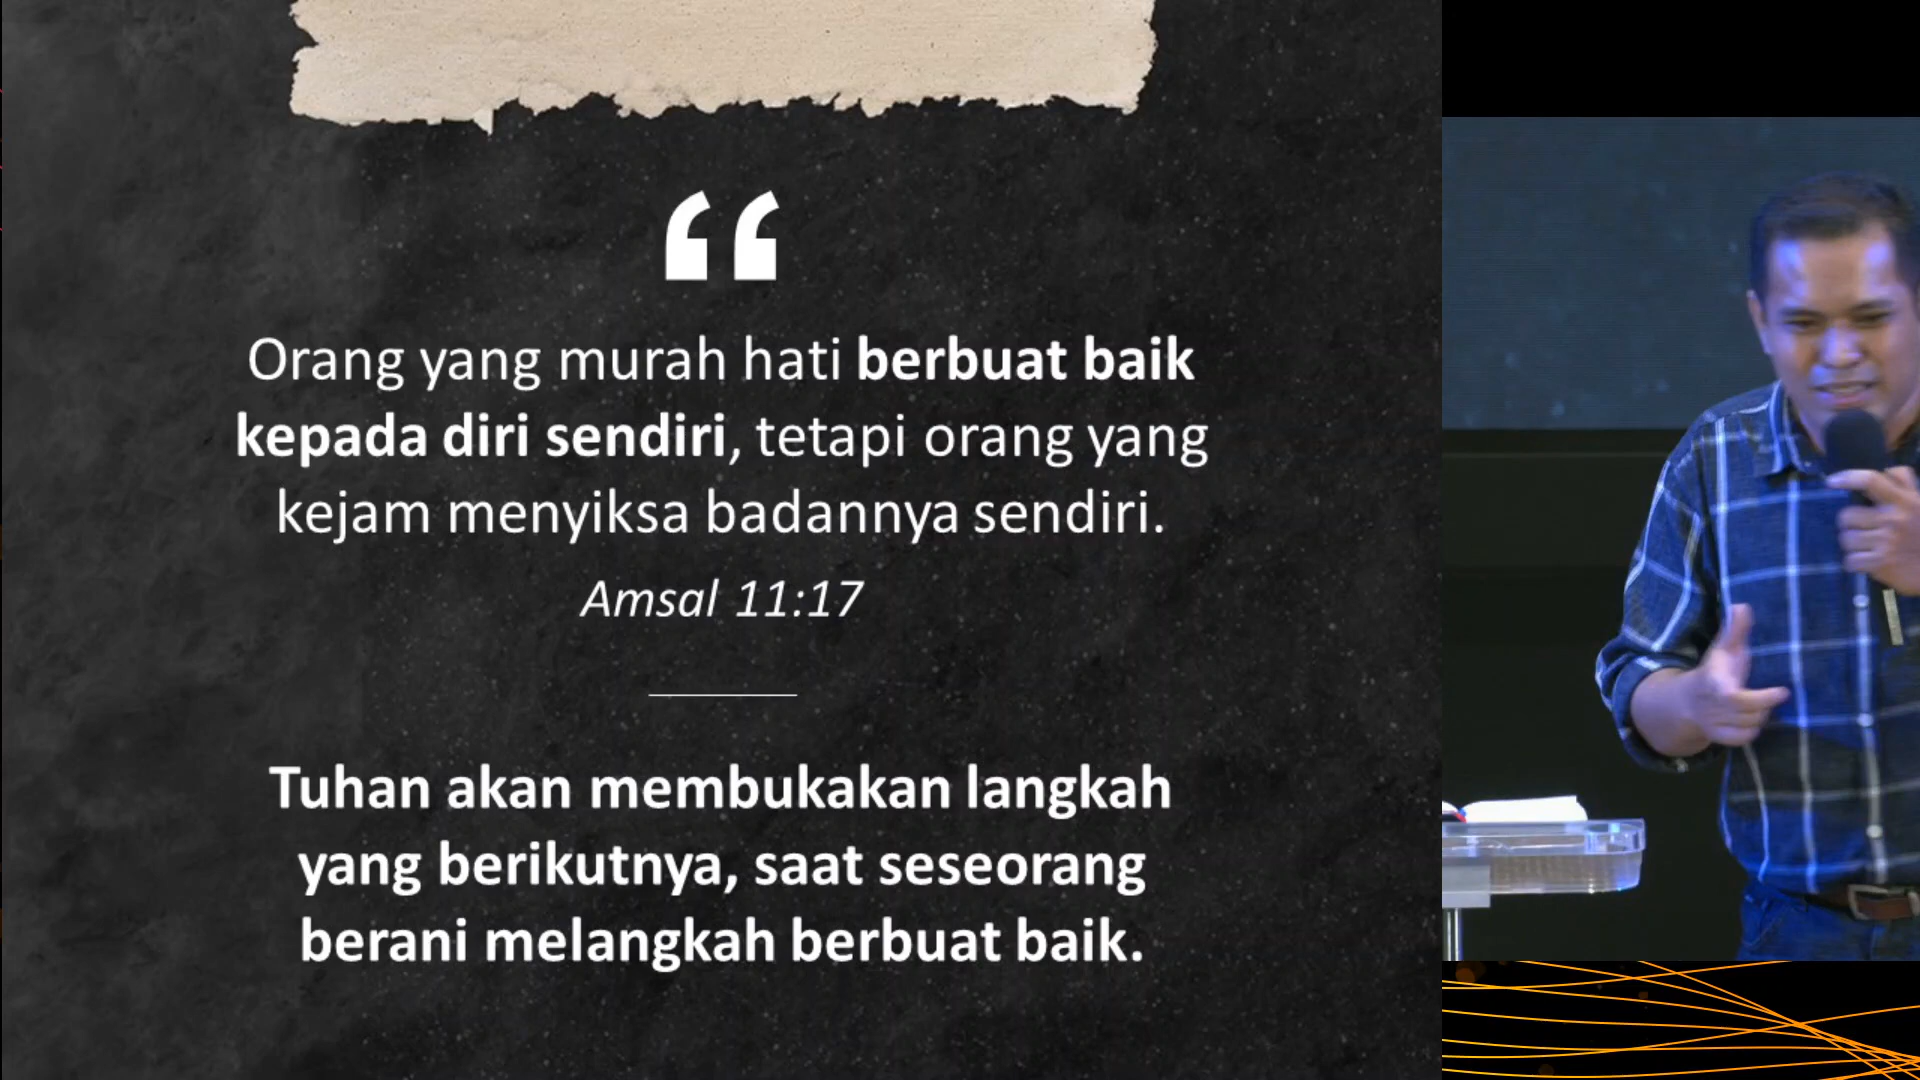 “
Orang yang murah hati berbuat baik
kepada diri sendiri, tetapi orang yang
kejam menyiksa badannya sendiri.
Amsal 11:17
Tuhan akan membukakan langkah
yang berikutnya, saat seseorang
berani melangkah berbuat baik.